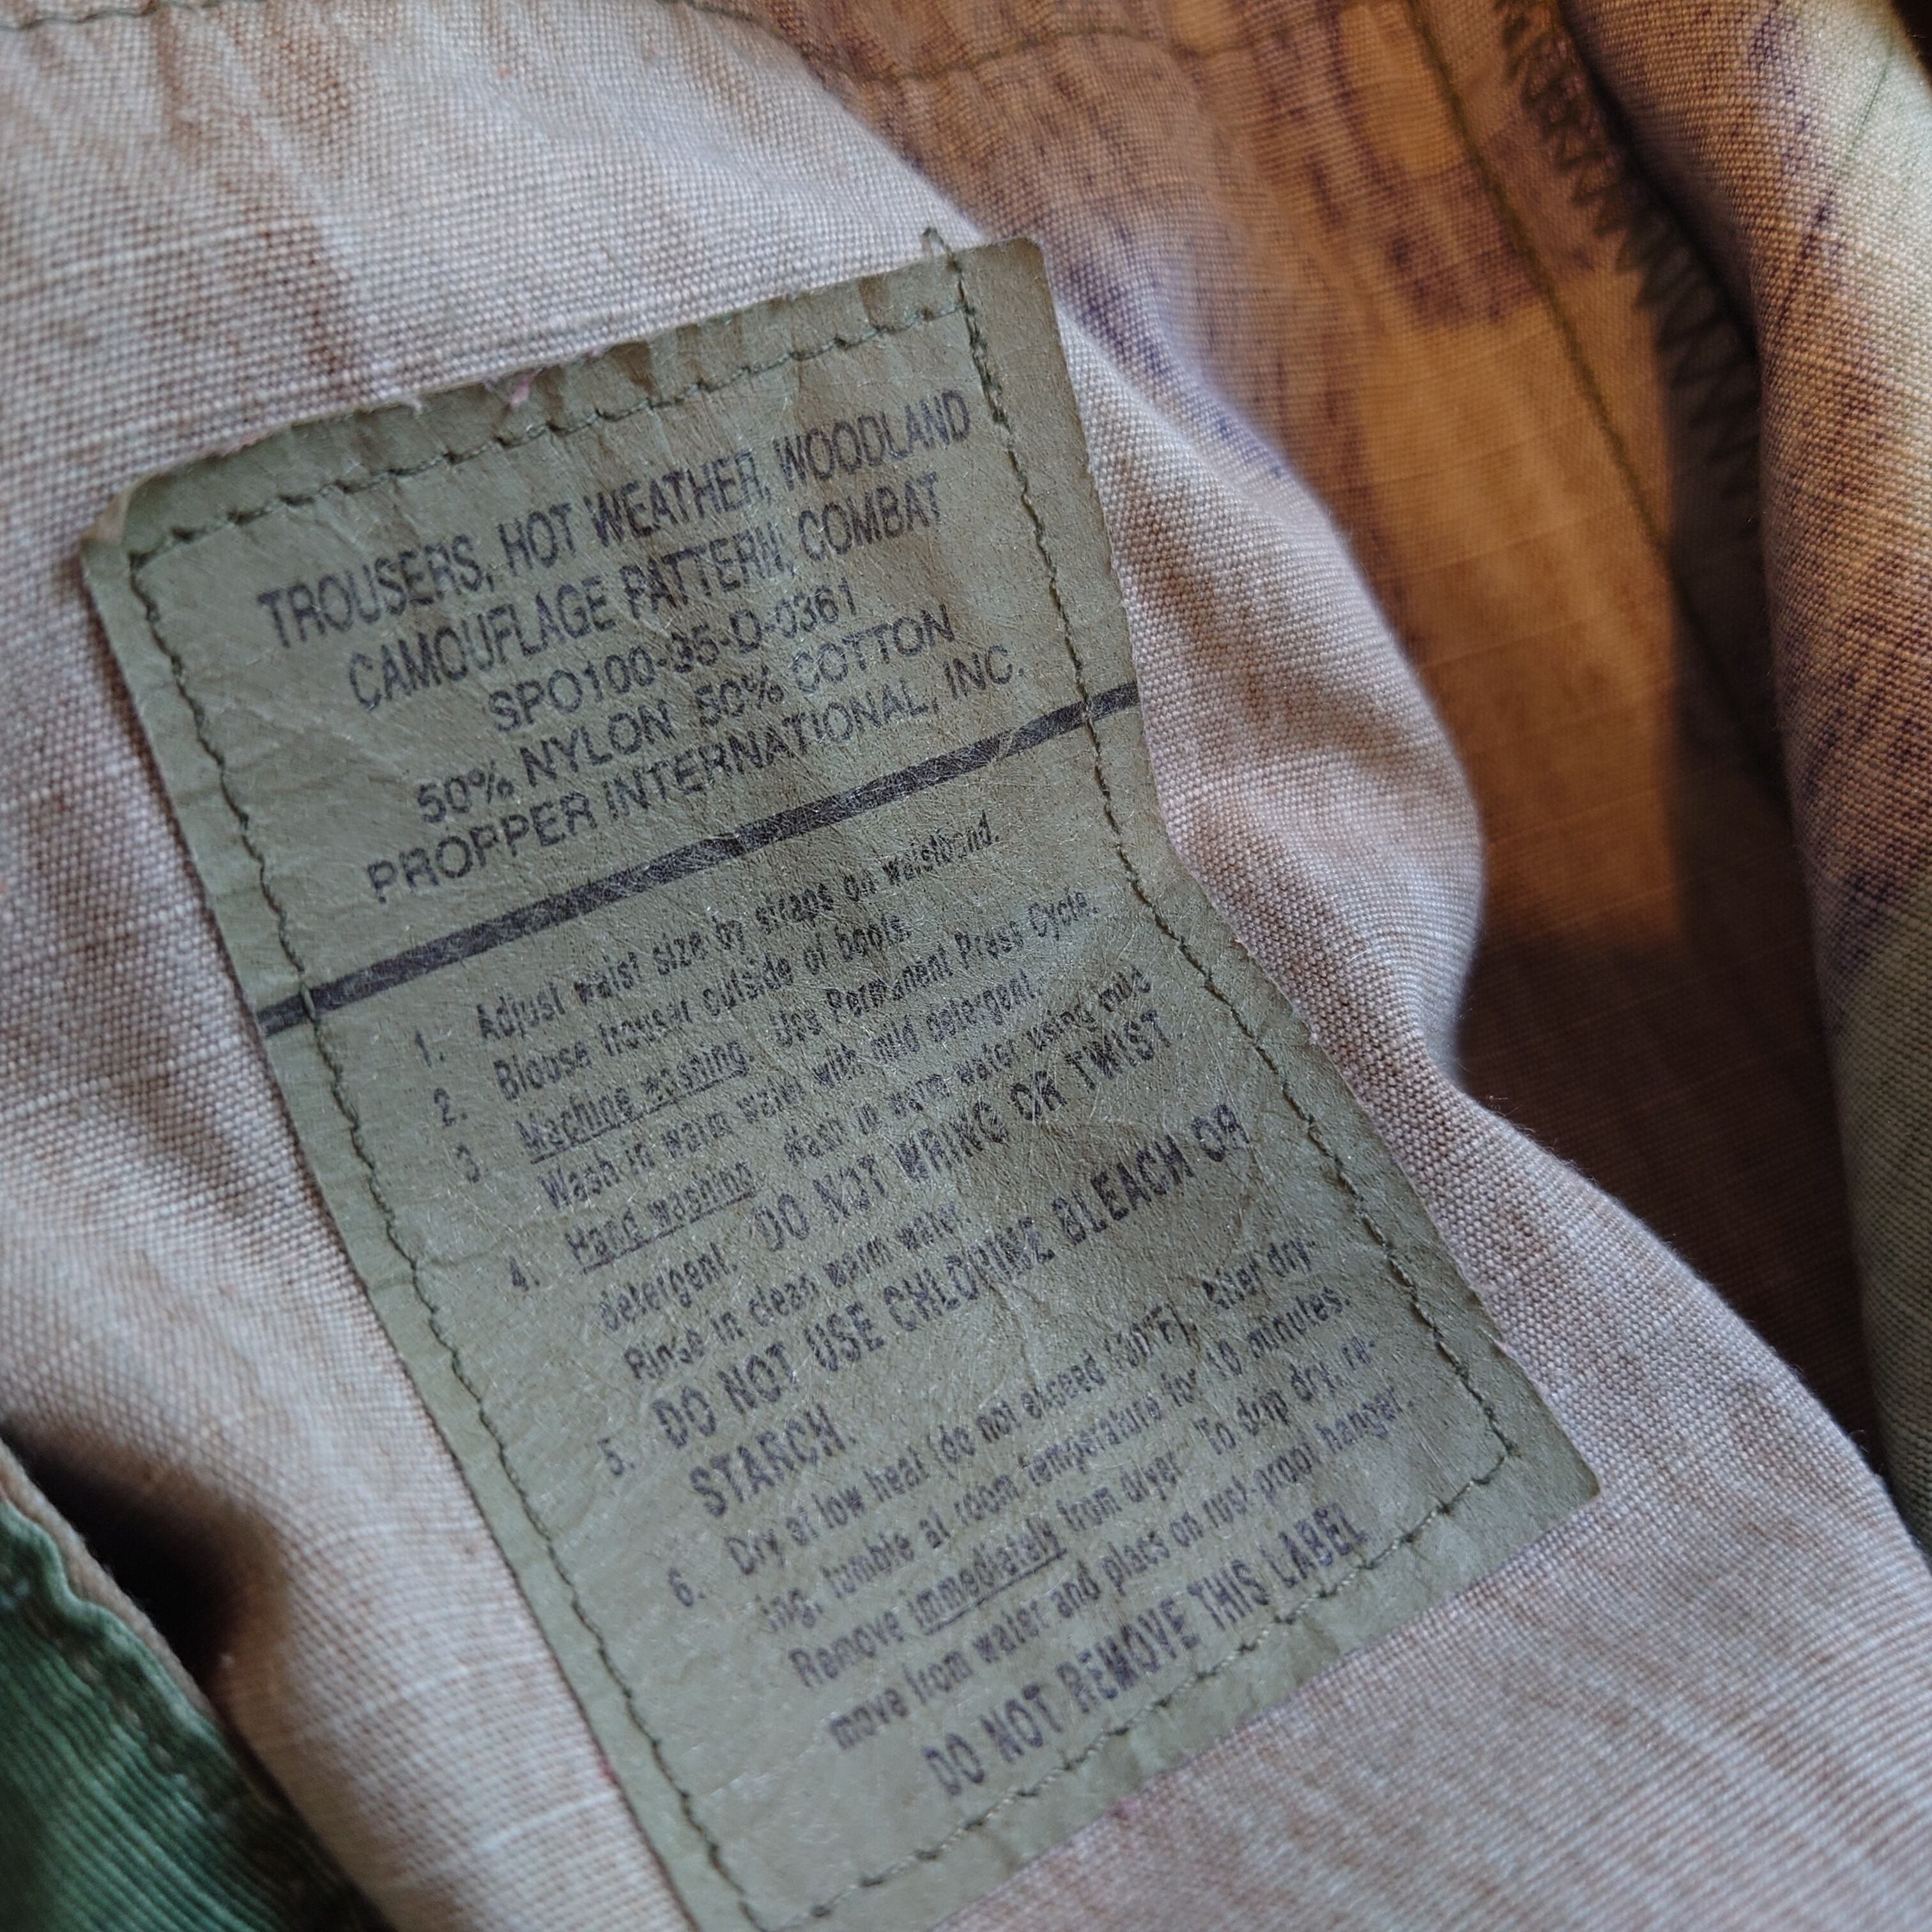 TROUSERS, HOT WEATHER, WOODLAND
CAMOUFLAGE PATTERN, COMBAT
SPO100-95-D-0361
50% NYLON 50% COTTON
PROPPER INTERNATIONAL, INC.
1. Adjust waist size by straps on waistband.
2. Blouse trouser outside of boots.
3. Machine washing. Use Permanent Press Cycle.
Wash in warm water with mild detergent.
4. Hand washing. Wash in warm water using mild
detergent. DO NOT WRING OR TWIST.
Rinse in clean warm water.
5. DO NOT USE CHLORINE BLEACH OR
STARCH.
6. Dry at low heat (do not exceed after dry-
ing, tumble at room temperature for 10 minutes.
Remove immediately from dryer. To drip dry, re-
move from water and place on rust-proof hanger.
DO NOT REMOVE THIS LABEL